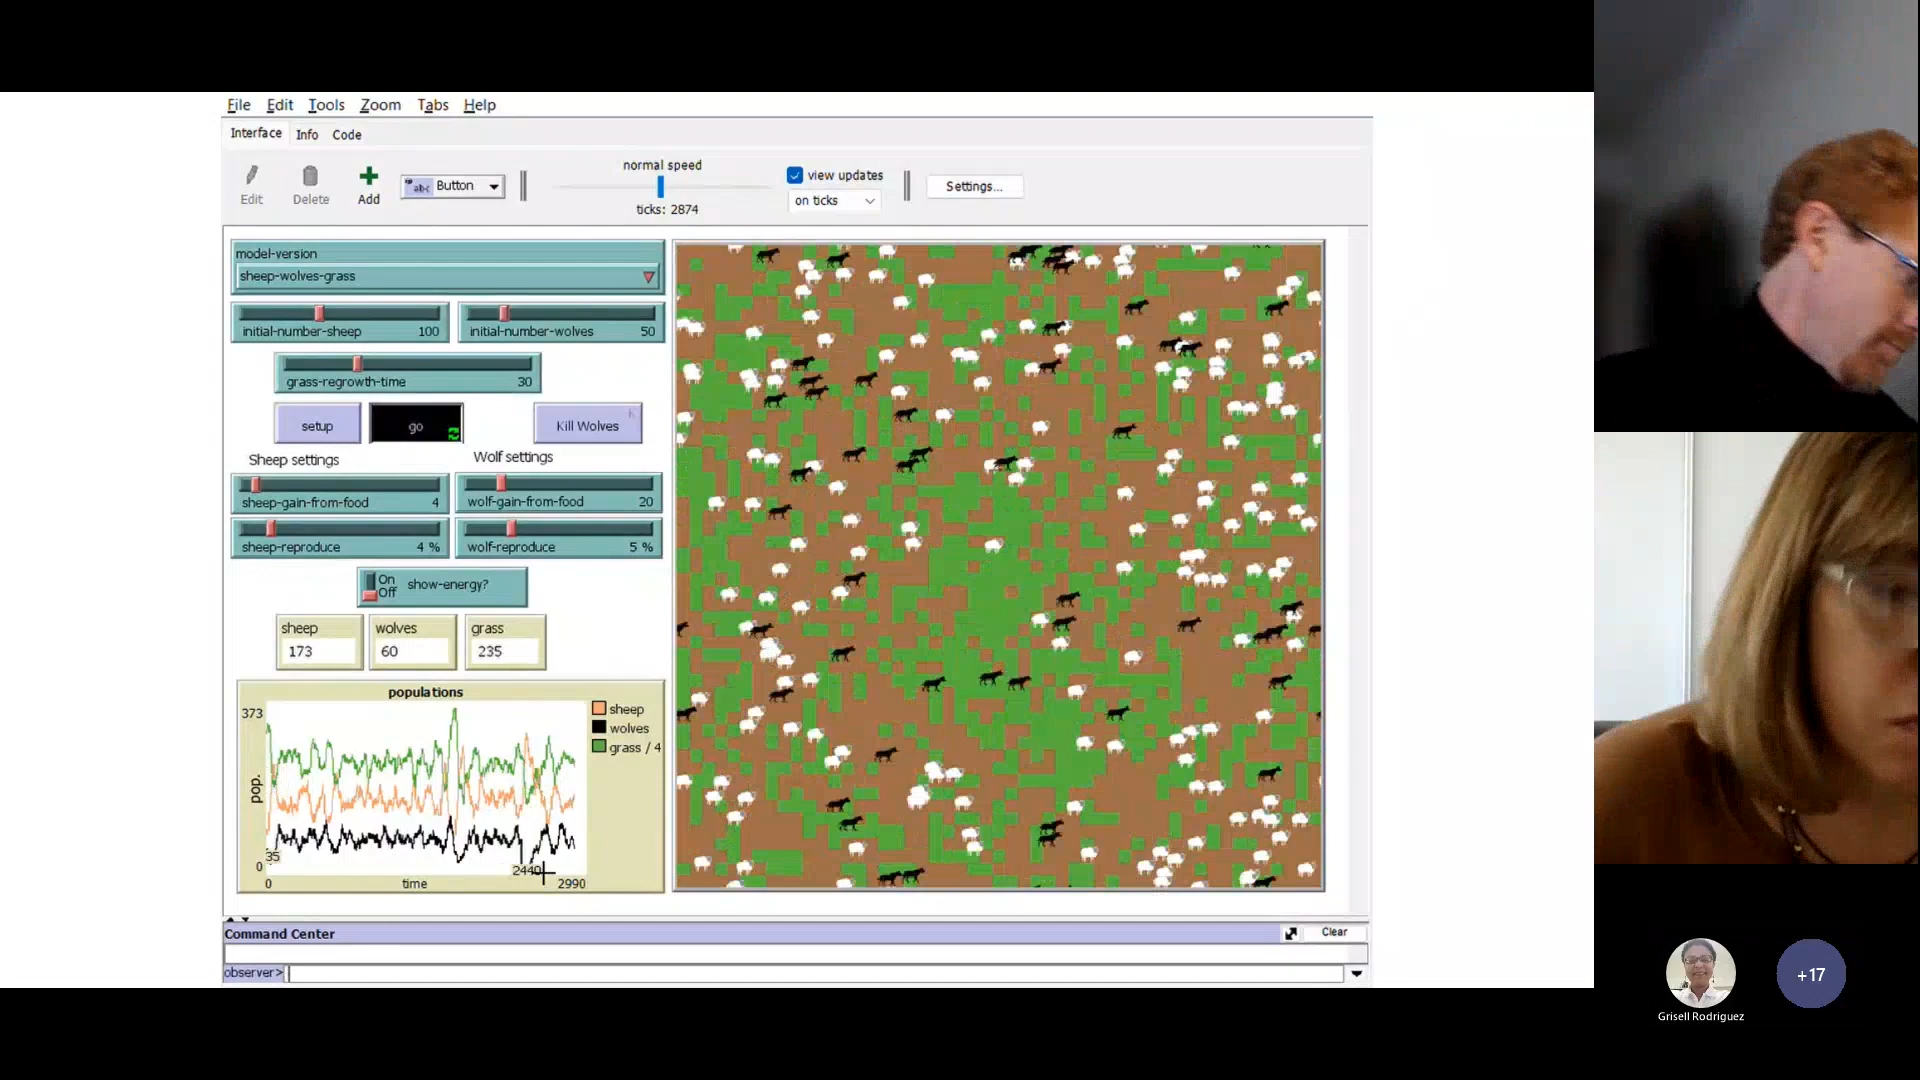 File Edit Tools Zoom Tabs Help
Interface Info Code
Edit Delete Add abc Button normal speed ticks: 2874 view updates on ticks Settings...
model-version
sheep-wolves-grass
initial-number-sheep 100 initial-number-wolves 50
grass-regrowth-time 30
setup go Kill Wolves K
Sheep settings Wolf settings
sheep-gain-from-food 4 wolf-gain-from-food 20
sheep-reproduce 4 % wolf-reproduce 5 %
On
Off show-energy?
sheep wolves grass
173 60 235
populations
373
pop.
0
35
2440
0 time 2990
sheep
wolves
grass / 4
Command Center Clear
observer>
+17
Grisell Rodriguez